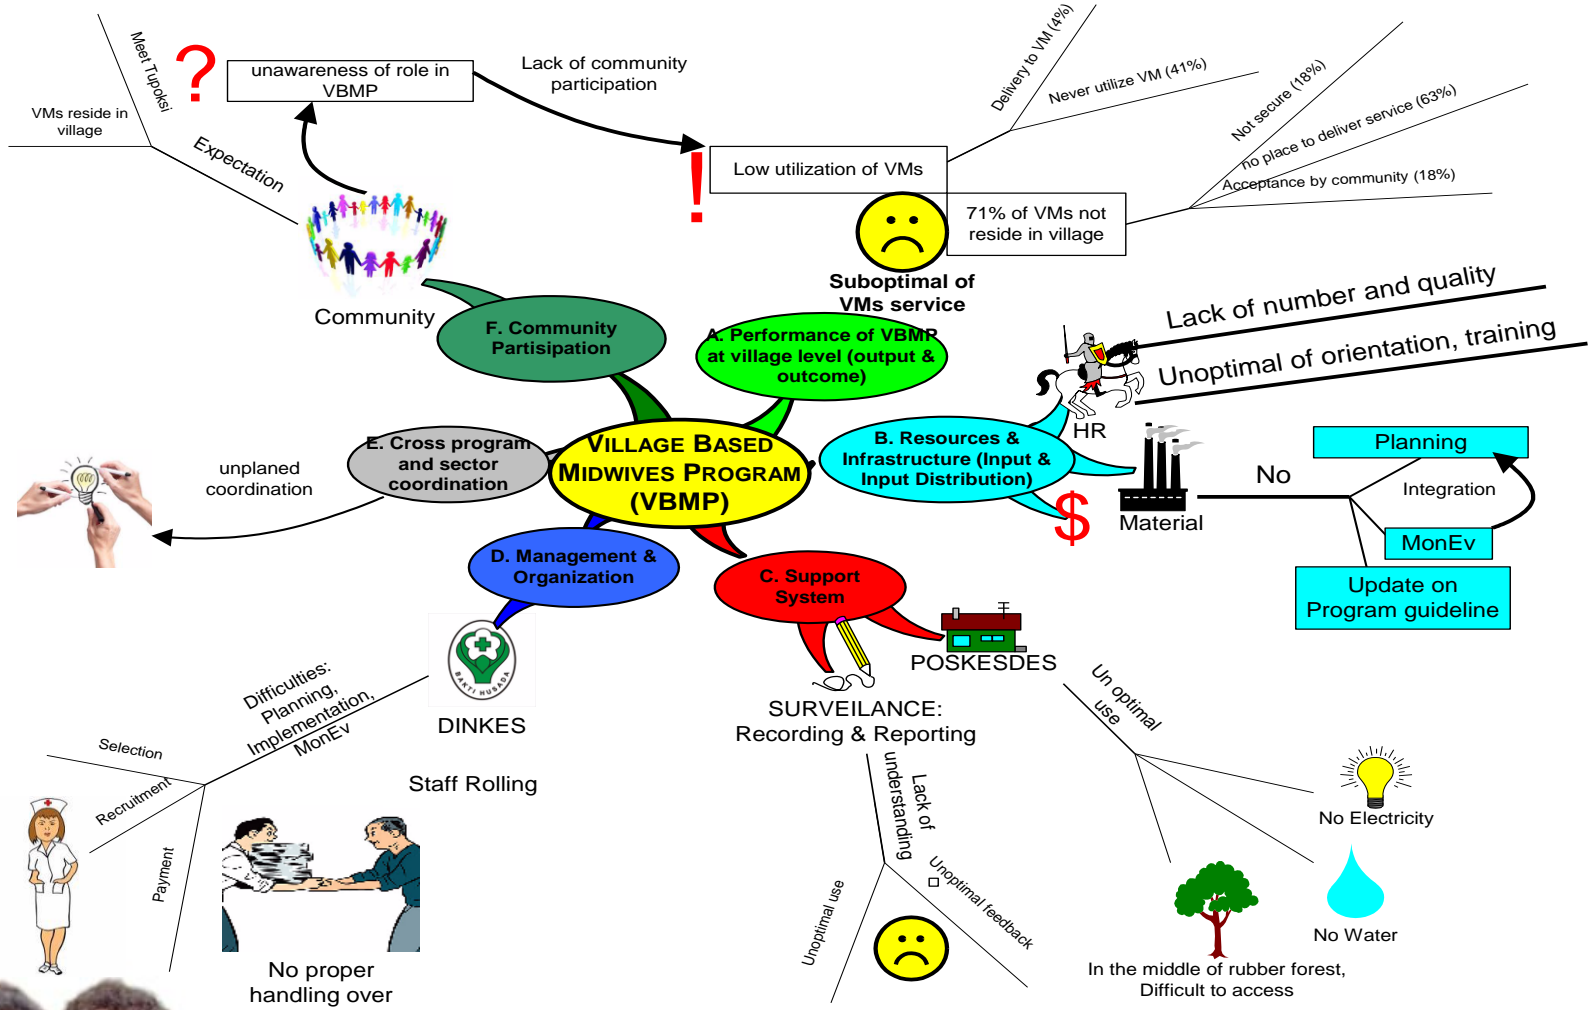 Meet Tupoksi
VMs reside in
village
Expectation
?
unawareness of role in
VBMP
Lack of community
participation
!
Low utilization of VMs
Delivery to VM (4%)
Never utilize VM (41%)
71% of VMs not
reside in village
Not secure (18%)
no place to deliver service (63%)
Acceptance by community (18%)
Suboptimal of
VMs service
Community
F. Community
Partisipation
A. Performance of VBMP
at village level (output &
outcome)
Lack of number and quality
Unoptimal of orientation, training
HR
B. Resources &
Infrastructure (Input &
Input Distribution)
$
Material
No
Planning
Integration
MonEv
Update on
Program guideline
VILLAGE BASED
MIDWIVES PROGRAM
(VBMP)
E. Cross program
and sector
coordination
unplaned
coordination
D. Management &
Organization
C. Support
System
BAKTI HUSADA
DINKES
Difficulties:
Planning,
Implementation,
MonEv
Selection
Recruitment
Payment
Staff Rolling
No proper
handling over
SURVEILANCE:
Recording & Reporting
Lack of
understanding
Unoptimal use
Unoptimal feedback
POSKESDES
Un optimal
use
No Electricity
No Water
In the middle of rubber forest,
Difficult to access